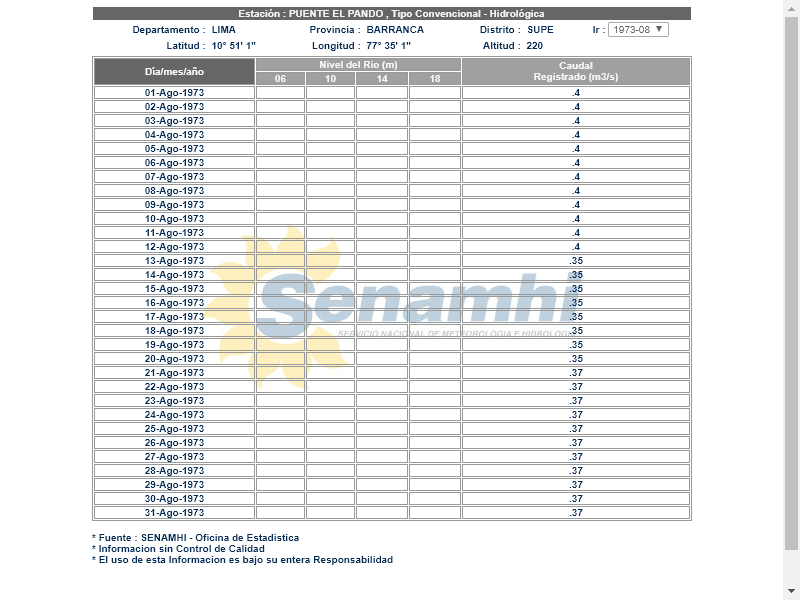 Estación : PUENTE EL PANDO , Tipo Convencional - Hidrológica
Departamento : LIMA Provincia : BARRANCA Distrito : SUPE Ir : 1973-08
Latitud : 10° 51' 1" Longitud : 77° 35' 1" Altitud : 220
Dia/mes/año Nivel del Rio (m) Caudal
Registrado (m3/s)
06 10 14 18
01-Ago-1973 .4
02-Ago-1973 .4
03-Ago-1973 .4
04-Ago-1973 .4
05-Ago-1973 .4
06-Ago-1973 .4
07-Ago-1973 .4
08-Ago-1973 .4
09-Ago-1973 .4
10-Ago-1973 .4
11-Ago-1973 .4
12-Ago-1973 .4
13-Ago-1973 .35
14-Ago-1973 .35
15-Ago-1973 .35
16-Ago-1973 .35
17-Ago-1973 .35
18-Ago-1973 .35
19-Ago-1973 .35
20-Ago-1973 .35
21-Ago-1973 .37
22-Ago-1973 .37
23-Ago-1973 .37
24-Ago-1973 .37
25-Ago-1973 .37
26-Ago-1973 .37
27-Ago-1973 .37
28-Ago-1973 .37
29-Ago-1973 .37
30-Ago-1973 .37
31-Ago-1973 .37
Senamhi
SERVICIO NACIONAL DE METEOROLOGIA E HIDROLOGIA
* Fuente : SENAMHI - Oficina de Estadistica
* Informacion sin Control de Calidad
* El uso de esta Informacion es bajo su entera Responsabilidad